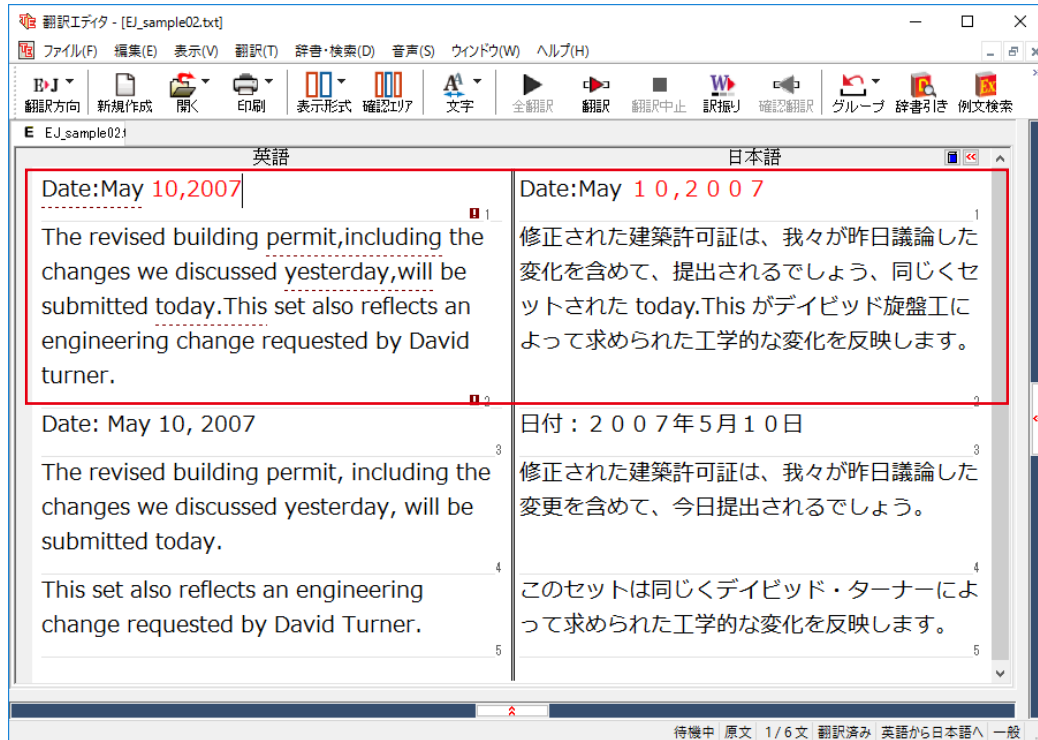 翻訳エディタ - [EJ_sample02.txt]
ファイル(F) 編集(E) 表示(V) 翻訳(T) 辞書・検索(D) 音声(S) ウィンドウ(W) ヘルプ(H)
翻訳方向 新規作成 開く 印刷 表示形式 確認エリア 文字 全翻訳 翻訳 翻訳中止 訳振り 確認翻訳 グループ 辞書引き 例文検索
E EJ_sample02.t
英語 日本語
Date:May 10,2007
1
The revised building permit,including the
changes we discussed yesterday,will be
submitted today.This set also reflects an
engineering change requested by David
turner.
2
Date: May 10, 2007
3
The revised building permit, including the
changes we discussed yesterday, will be
submitted today.
4
This set also reflects an engineering
change requested by David Turner.
5
Date:May １０,２００７
1
修正された建築許可証は、我々が昨日議論した
変化を含めて、提出されるでしょう、同じくセ
ットされた today.This がデイビッド旋盤工に
よって求められた工学的な変化を反映します。
2
日付：２００７年５月１０日
3
修正された建築許可証は、我々が昨日議論した
変更を含めて、今日提出されるでしょう。
4
このセットは同じくデイビッド・ターナーによ
って求められた工学的な変化を反映します。
5
待機中 原文 1/6文 翻訳済み 英語から日本語へ 一般